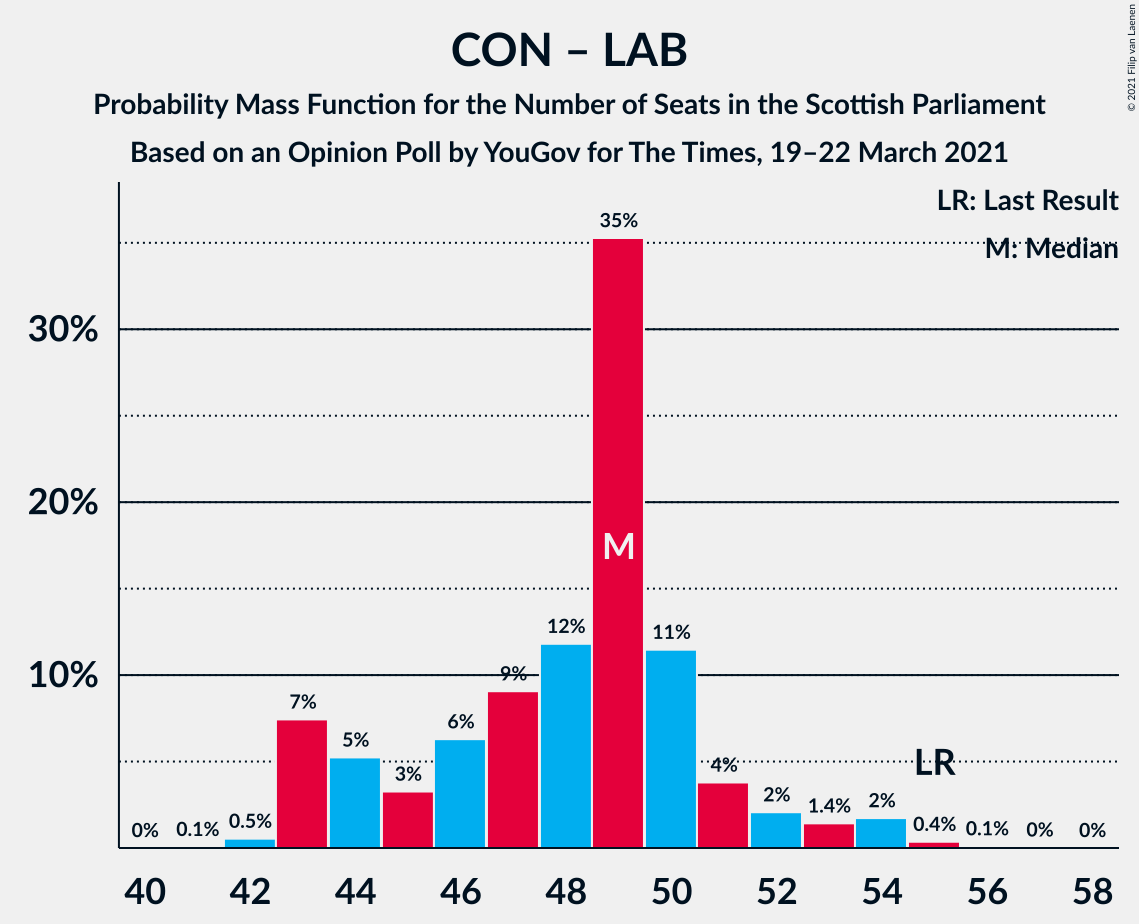 CON – LAB
Probability Mass Function for the Number of Seats in the Scottish Parliament
Based on an Opinion Poll by YouGov for The Times, 19–22 March 2021
© 2021 Filip van Laenen
LR: Last Result
M: Median
30%
20%
10%
0%
0.1%
0.5%
7%
5%
3%
6%
9%
12%
35%
M
11%
4%
2%
1.4%
2%
LR
0.4%
0.1%
0%
0%
40 42 44 46 48 50 52 54 56 58